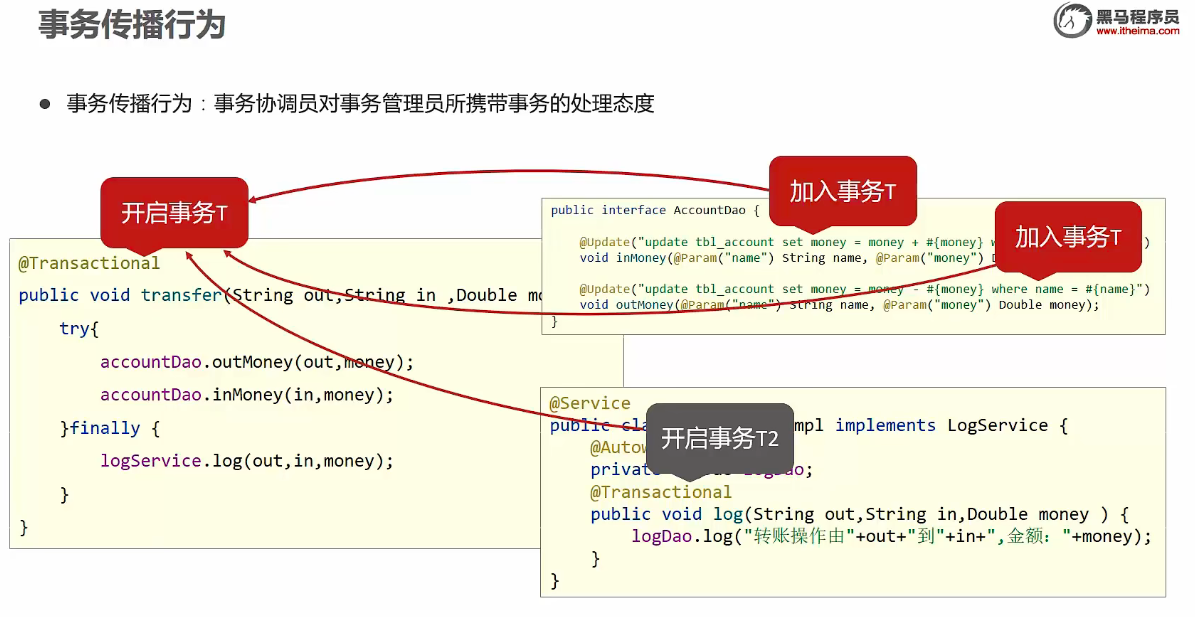 事务传播行为
黑马程序员
www.itheima.com
● 事务传播行为：事务协调员对事务管理员所携带事务的处理态度
开启事务T
@Transactional
public void transfer(String out,String in ,Double mo
try{
accountDao.outMoney(out,money);
accountDao.inMoney(in,money);
}finally {
logService.log(out,in,money);
}
}
加入事务T
加入事务T
public interface AccountDao {
@Update("update tbl_account set money = money + #{money} w )
void inMoney(@Param("name") String name, @Param("money") D
@Update("update tbl_account set money = money - #{money} where name = #{name}")
void outMoney(@Param("name") String name, @Param("money") Double money);
}
开启事务T2
@Service
public cla mpl implements LogService {
@Autow
private ;
@Transactional
public void log(String out,String in,Double money ) {
logDao.log("转账操作由"+out+"到"+in+",金额："+money);
}
}